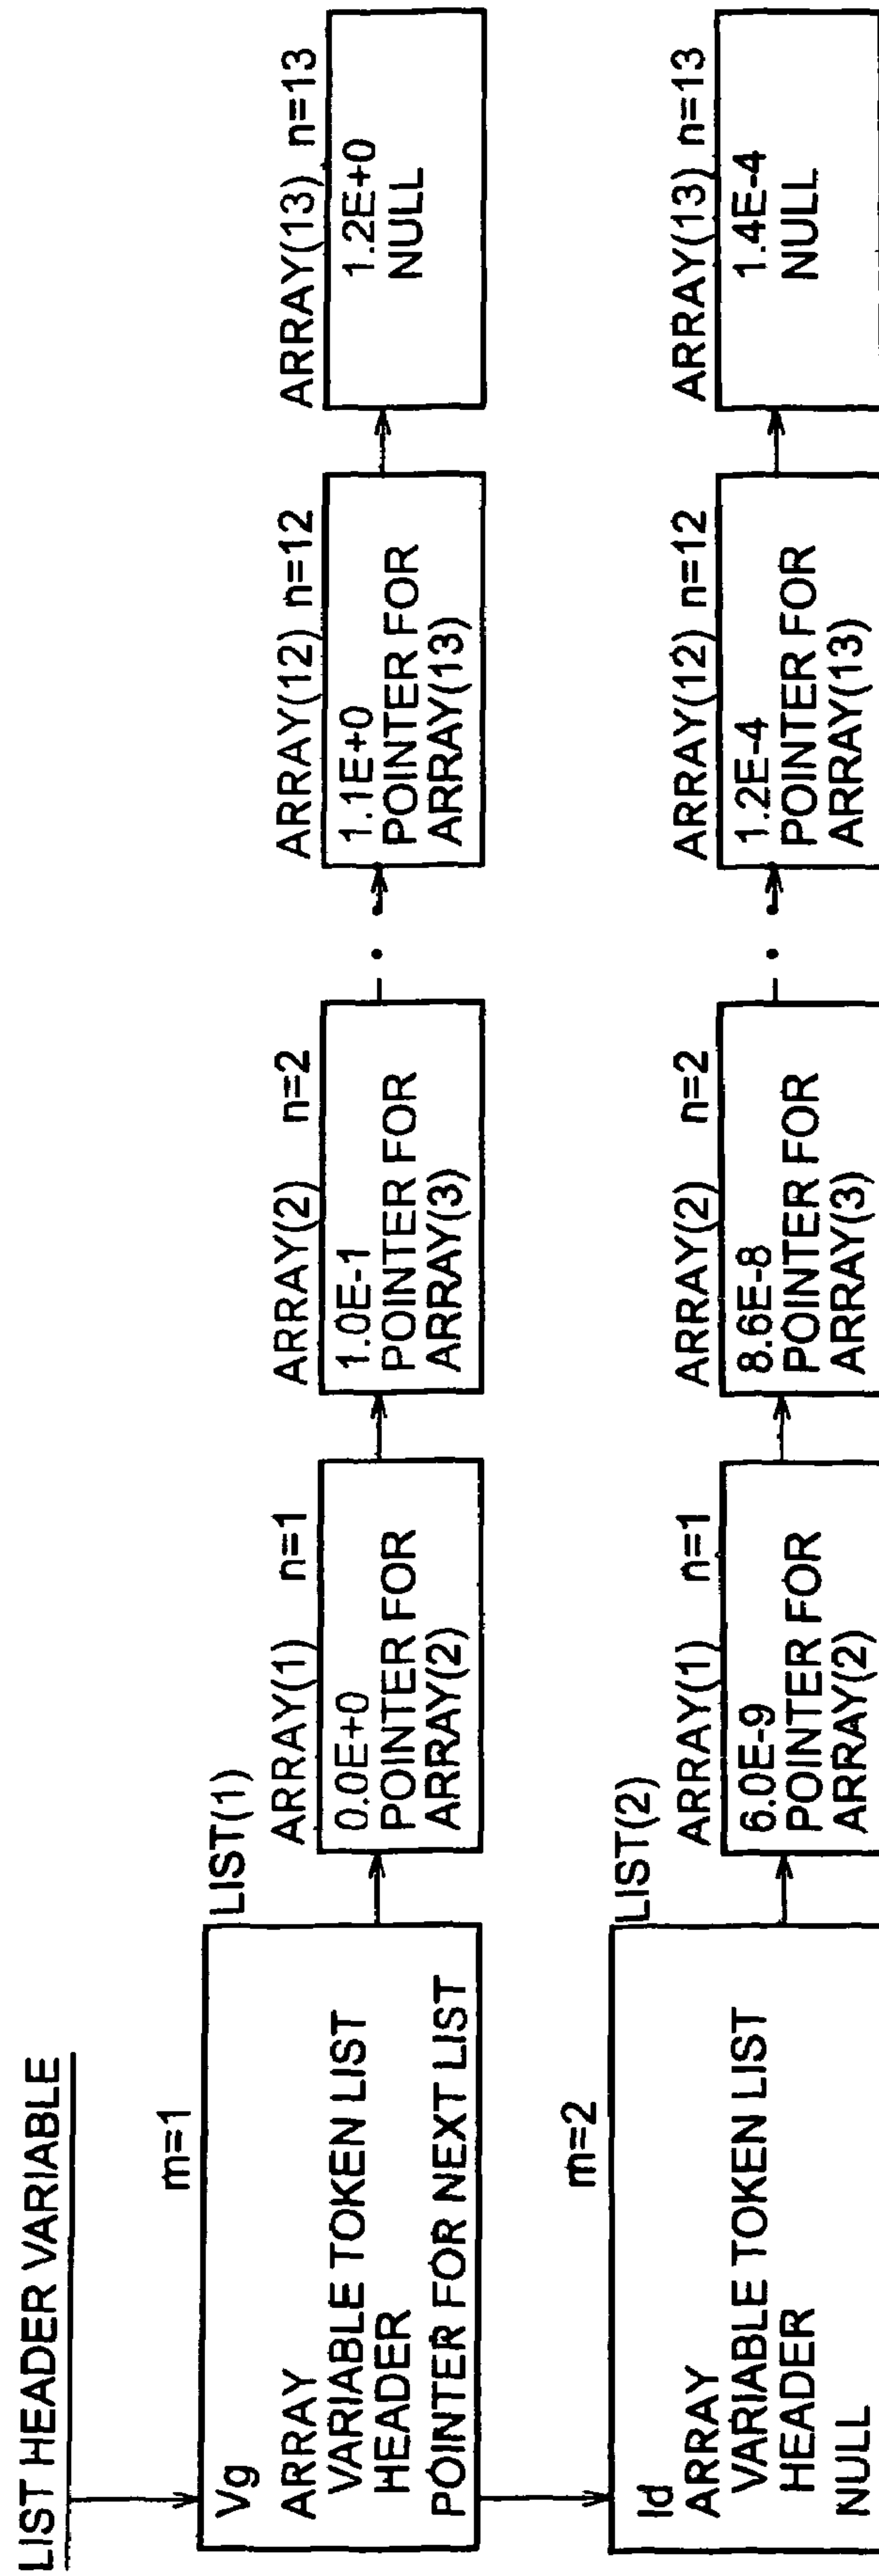 LIST HEADER VARIABLE
m=1
LIST(1)
Vg
ARRAY
VARIABLE TOKEN LIST
HEADER
POINTER FOR NEXT LIST
ARRAY(1) n=1
0.0E+0
POINTER FOR
ARRAY(2)
ARRAY(2) n=2
1.0E-1
POINTER FOR
ARRAY(3)
ARRAY(12) n=12
1.1E+0
POINTER FOR
ARRAY(13)
ARRAY(13) n=13
1.2E+0
NULL
m=2
LIST(2)
Id
ARRAY
VARIABLE TOKEN LIST
HEADER
NULL
ARRAY(1) n=1
6.0E-9
POINTER FOR
ARRAY(2)
ARRAY(2) n=2
8.6E-8
POINTER FOR
ARRAY(3)
ARRAY(12) n=12
1.2E-4
POINTER FOR
ARRAY(13)
ARRAY(13) n=13
1.4E-4
NULL